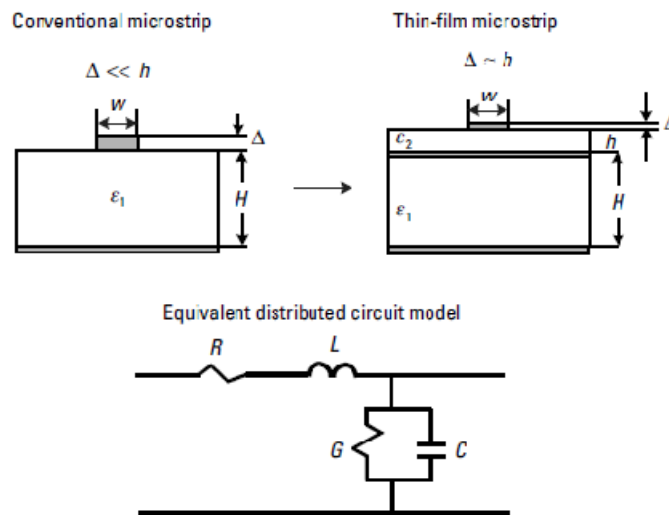 Conventional microstrip
Thin-film microstrip
Δ << h
Δ ~ h
w
w
Δ
Δ
ε₂
h
ε₁
H
H
ε₁
Equivalent distributed circuit model
R
L
G
C